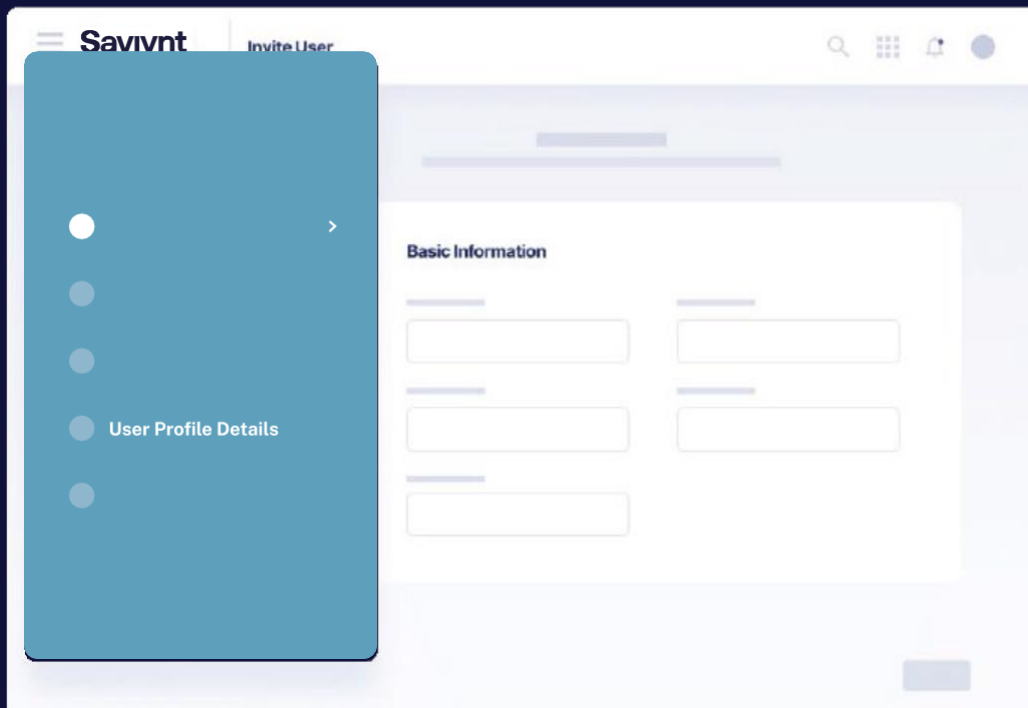 Saviynt
Invite User
Basic Information
User Profile Details